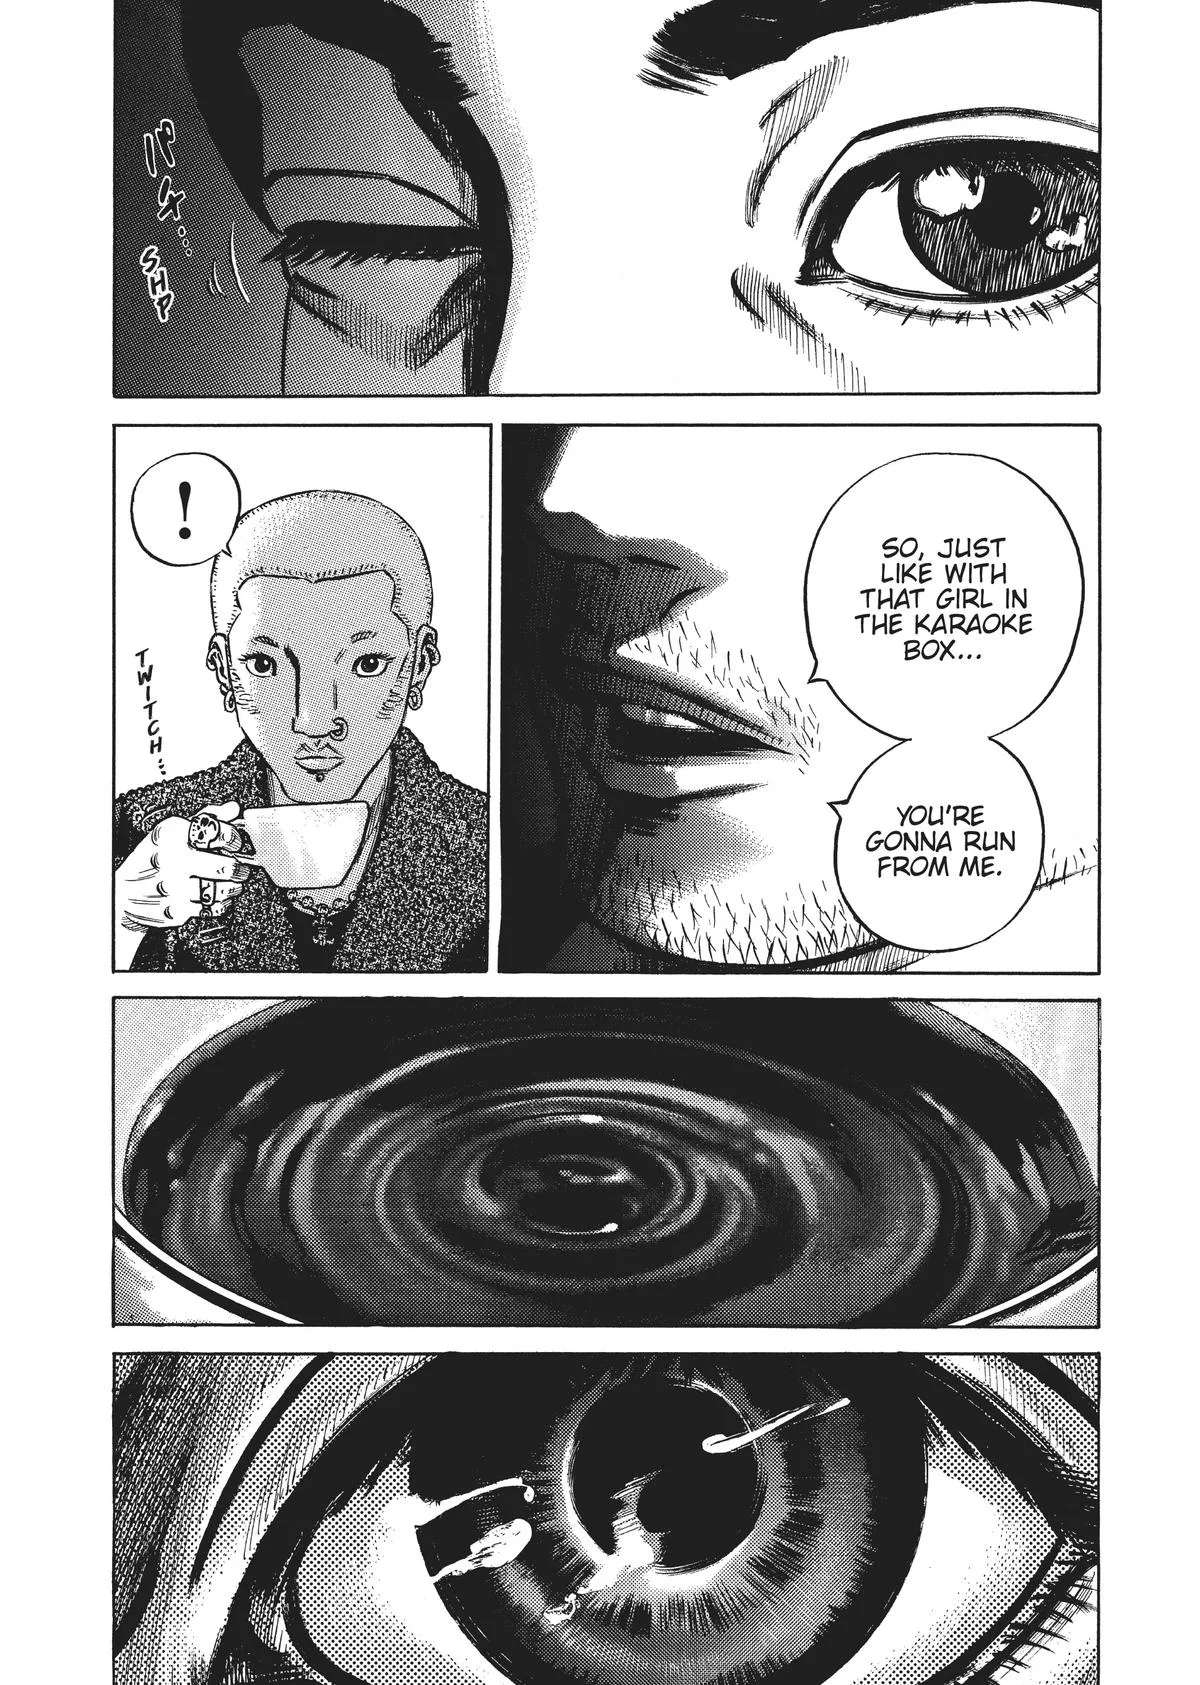 パチ…
SHP
SO, JUST
LIKE WITH
THAT GIRL IN
THE KARAOKE
BOX...
YOU'RE
GONNA RUN
FROM ME.
!
TWITCH...